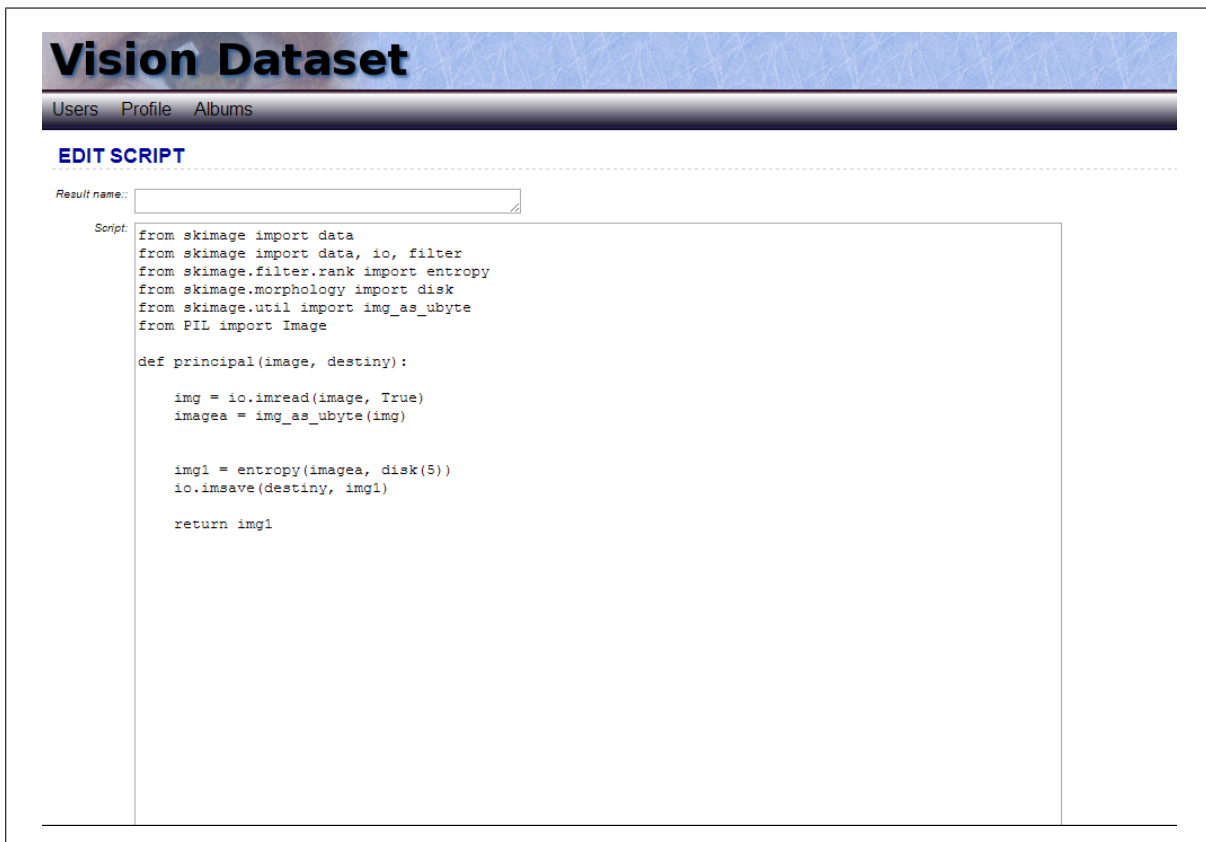 Vision Dataset
Users Profile Albums
EDIT SCRIPT
Result name::
Script:
from skimage import data
from skimage import data, io, filter
from skimage.filter.rank import entropy
from skimage.morphology import disk
from skimage.util import img_as_ubyte
from PIL import Image
def principal(image, destiny):
    img = io.imread(image, True)
    imagea = img_as_ubyte(img)
    img1 = entropy(imagea, disk(5))
    io.imsave(destiny, img1)
    return img1